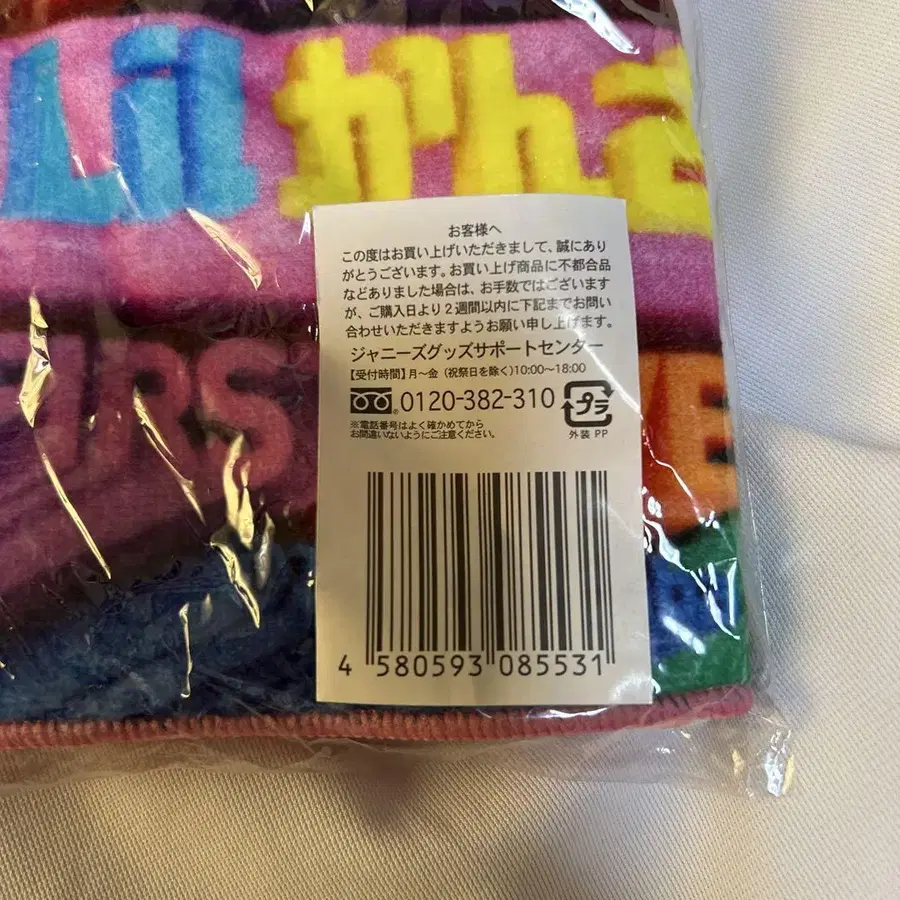 Lil かんさ
お客様へ
この度はお買い上げいただきまして、誠にあり
がとうございます。お買い上げ商品に不都合品
などありました場合は、お手数ではございます
が、ご購入日より２週間以内に下記までお問い
合わせいただきますようお願い申し上げます。
ジャニーズグッズサポートセンター
【受付時間】月〜金（祝祭日を除く）10:00〜18:00
0120-382-310
プラ
※電話番号はよく確かめてから
お間違いないようにご注意ください。
外装 PP
4 580593 085531